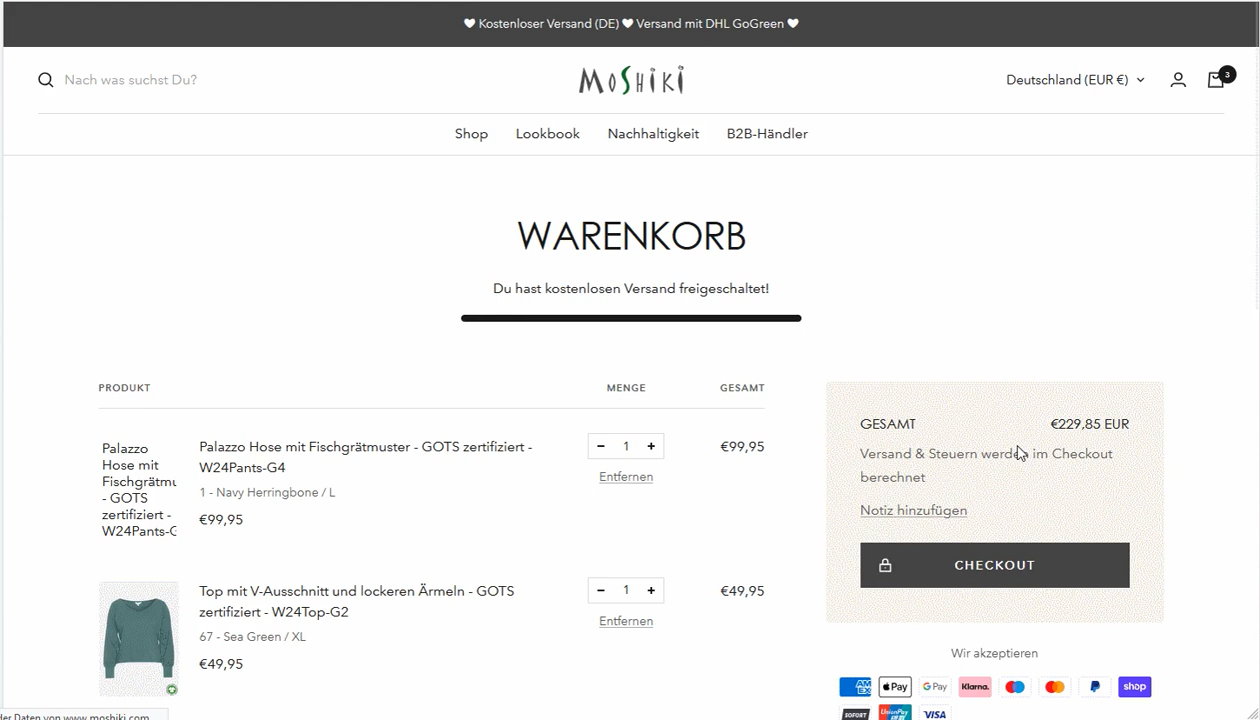 ♥ Kostenloser Versand (DE) ♥ Versand mit DHL GoGreen ♥
Nach was suchst Du?
MoSHiKi
Deutschland (EUR €)
3
Shop Lookbook Nachhaltigkeit B2B-Händler
WARENKORB
Du hast kostenlosen Versand freigeschaltet!
PRODUKT MENGE GESAMT
Palazzo
Hose mit
Fischgrätmu
- GOTS
zertifiziert -
W24Pants-G
Palazzo Hose mit Fischgrätmuster - GOTS zertifiziert -
W24Pants-G4
1 - Navy Herringbone / L
€99,95
− 1 +
Entfernen
€99,95
Top mit V-Ausschnitt und lockeren Ärmeln - GOTS
zertifiziert - W24Top-G2
67 - Sea Green / XL
€49,95
− 1 +
Entfernen
€49,95
GESAMT €229,85 EUR
Versand & Steuern werden im Checkout
berechnet
Notiz hinzufügen
CHECKOUT
Wir akzeptieren
AMEX Pay G Pay Klarna. shop
SOFORT UnionPay VISA
der Daten von www.moshiki.com